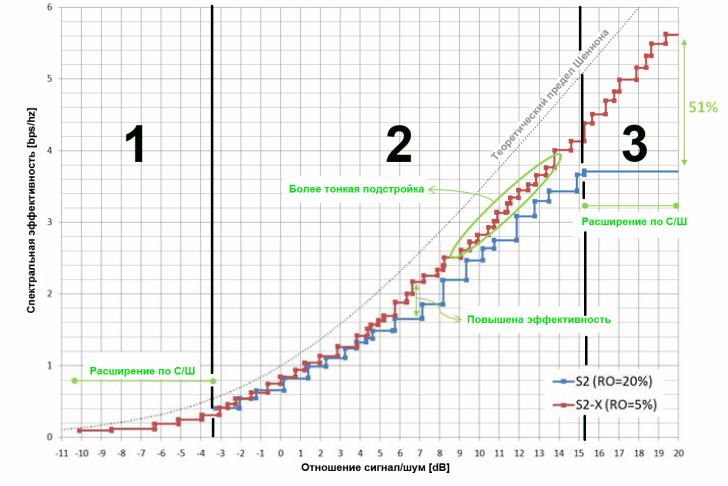 6
5
4
3
2
1
0
Спектральная эффективность [bps/hz]
1
2
3
Теоретический предел Шеннона
51%
Более тонкая подстройка
Расширение по С/Ш
Повышена эффективность
Расширение по С/Ш
S2 (RO=20%)
S2-X (RO=5%)
-11 -10 -9 -8 -7 -6 -5 -4 -3 -2 -1 0 1 2 3 4 5 6 7 8 9 10 11 12 13 14 15 16 17 18 19 20
Отношение сигнал/шум [dB]